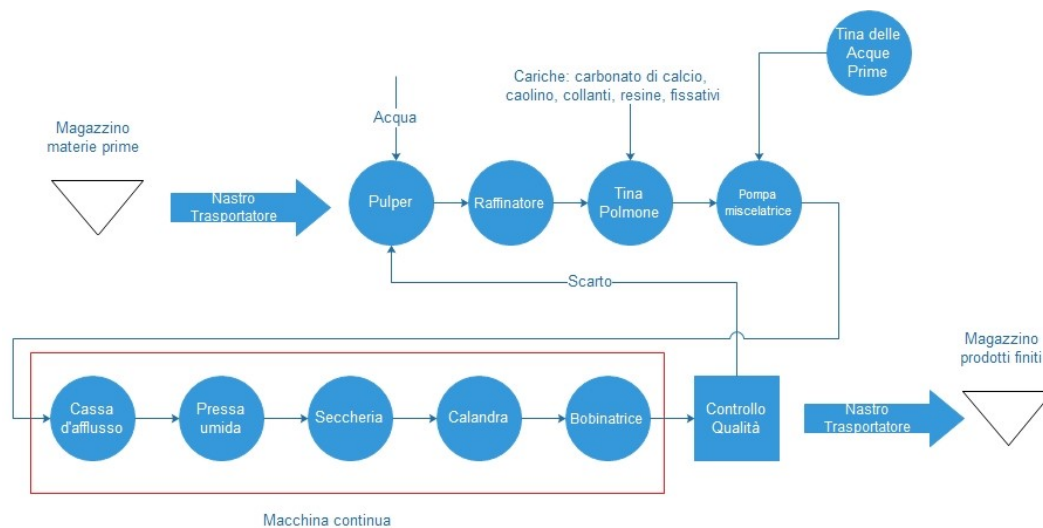 Tina delle
Acque
Prime
Cariche: carbonato di calcio,
caolino, collanti, resine, fissativi
Acqua
Magazzino
materie prime
Nastro
Trasportatore
Pulper
Raffinatore
Tina
Polmone
Pompa
miscelatrice
Scarto
Magazzino
prodotti finiti
Cassa
d'afflusso
Pressa
umida
Seccheria
Calandra
Bobinatrice
Controllo
Qualità
Nastro
Trasportatore
Macchina continua